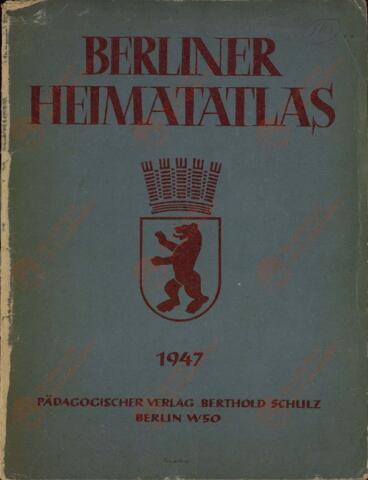 BERLINER
HEIMATATLAS
1947
PÄDAGOGISCHER VERLAG BERTHOLD SCHULZ
BERLIN W50